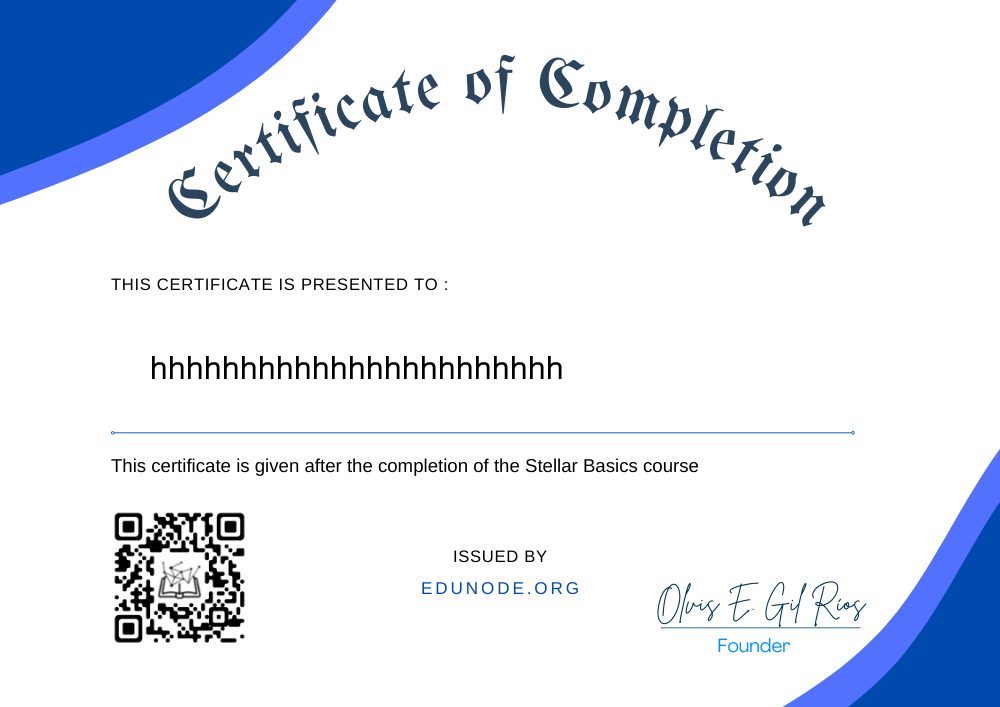 Certificate of Completion
THIS CERTIFICATE IS PRESENTED TO :
hhhhhhhhhhhhhhhhhhhhhhh
This certificate is given after the completion of the Stellar Basics course
ISSUED BY
EDUNODE.ORG
Olvis E. Gil Ríos
Founder